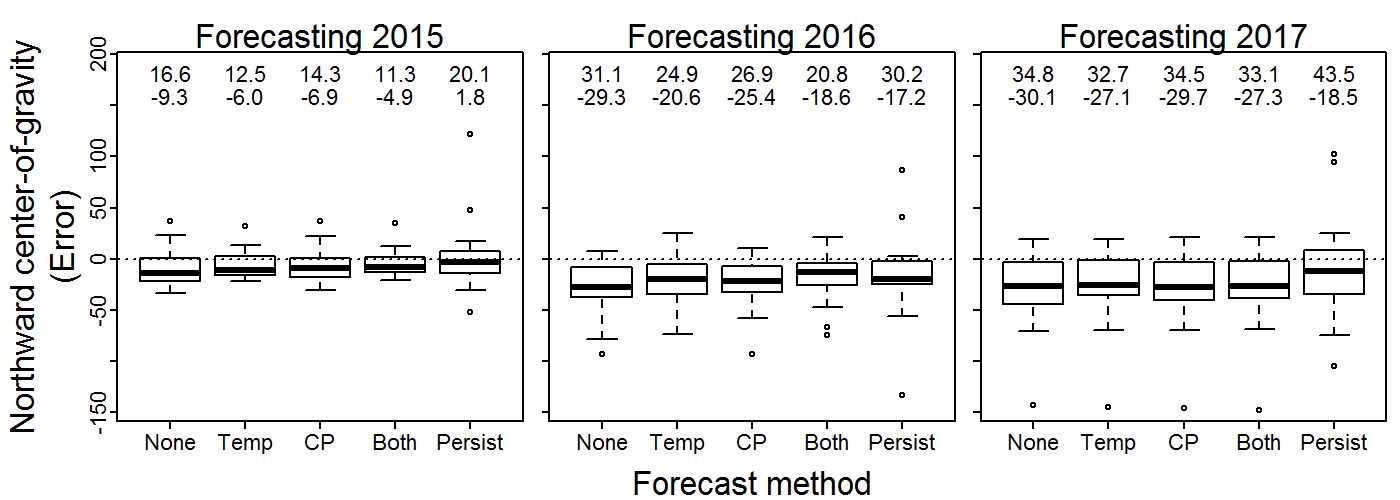 Forecasting 2015 Forecasting 2016 Forecasting 2017
16.6 12.5 14.3 11.3 20.1 31.1 24.9 26.9 20.8 30.2 34.8 32.7 34.5 33.1 43.5
-9.3 -6.0 -6.9 -4.9 1.8 -29.3 -20.6 -25.4 -18.6 -17.2 -30.1 -27.1 -29.7 -27.3 -18.5
Northward center-of-gravity
(Error)
200
100
50
0
-50
-150
None Temp CP Both Persist None Temp CP Both Persist None Temp CP Both Persist
Forecast method